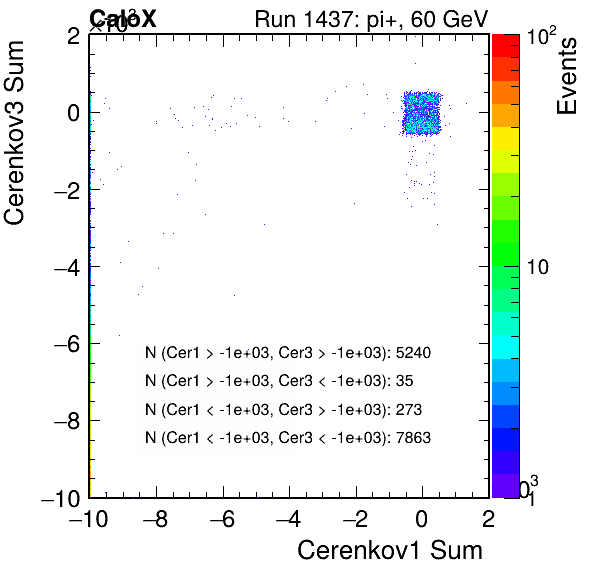 CaloX
×10³
Run 1437: pi+, 60 GeV
Cerenkov3 Sum
2
0
−2
−4
−6
−8
−10
N (Cer1 > -1e+03, Cer3 > -1e+03): 5240
N (Cer1 > -1e+03, Cer3 < -1e+03): 35
N (Cer1 < -1e+03, Cer3 > -1e+03): 273
N (Cer1 < -1e+03, Cer3 < -1e+03): 7863
−10 −8 −6 −4 −2 0 2
Cerenkov1 Sum
10²
10
1
Events